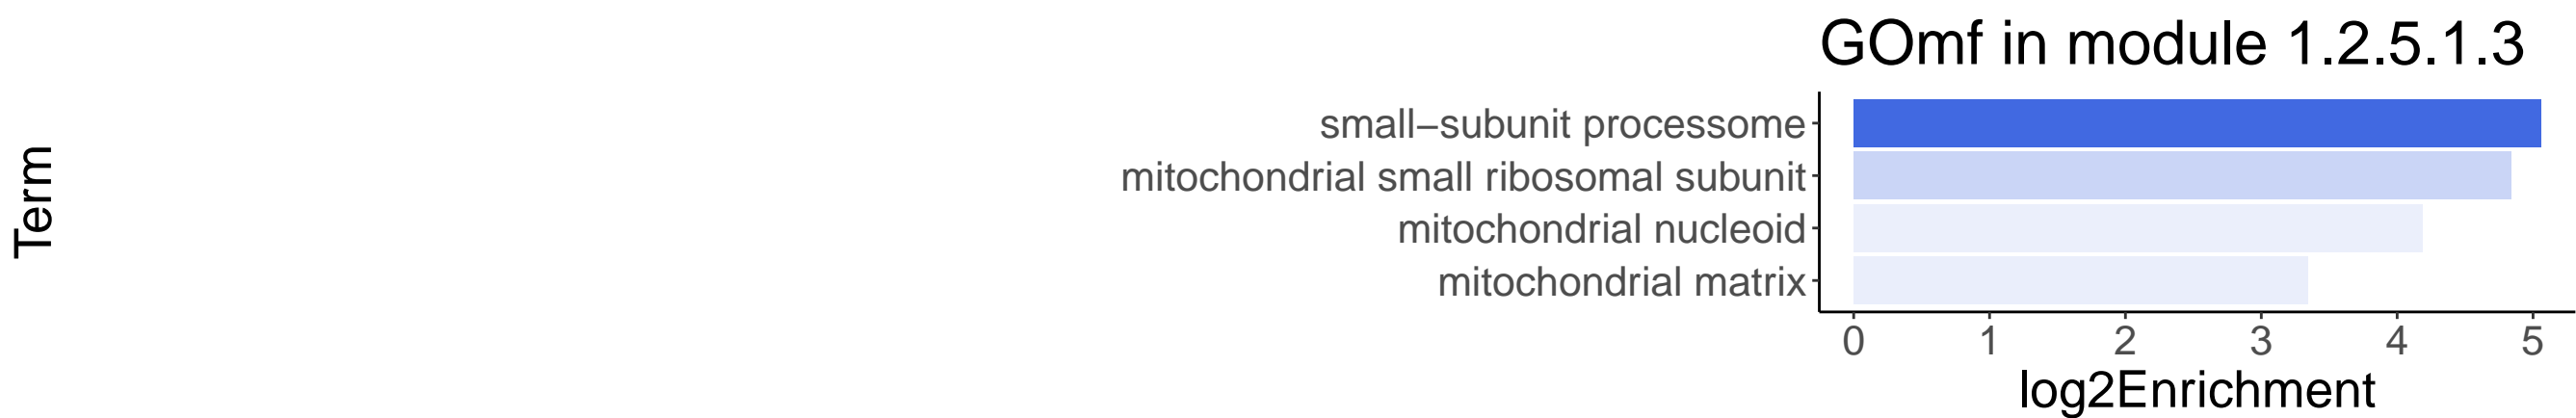 GOmf in module 1.2.5.1.3
Term
small−subunit processome
mitochondrial small ribosomal subunit
mitochondrial nucleoid
mitochondrial matrix
0 1 2 3 4 5
log2Enrichment